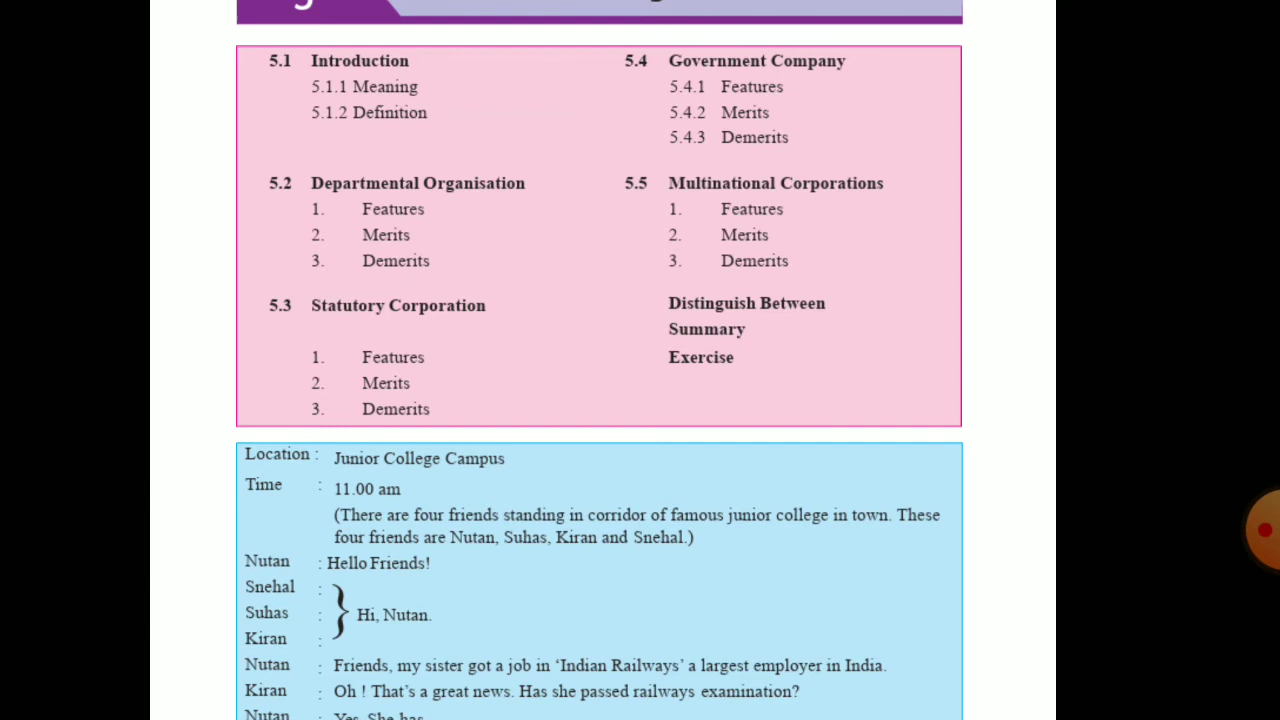 5.1 Introduction
5.1.1 Meaning
5.1.2 Definition
5.2 Departmental Organisation
1. Features
2. Merits
3. Demerits
5.3 Statutory Corporation
1. Features
2. Merits
3. Demerits
5.4 Government Company
5.4.1 Features
5.4.2 Merits
5.4.3 Demerits
5.5 Multinational Corporations
1. Features
2. Merits
3. Demerits
Distinguish Between
Summary
Exercise
Location : Junior College Campus
Time : 11.00 am
(There are four friends standing in corridor of famous junior college in town. These
four friends are Nutan, Suhas, Kiran and Snehal.)
Nutan : Hello Friends!
Snehal :
Suhas : } Hi, Nutan.
Kiran :
Nutan : Friends, my sister got a job in ‘Indian Railways’ a largest employer in India.
Kiran : Oh ! That’s a great news. Has she passed railways examination?
Nutan : Yes. She has